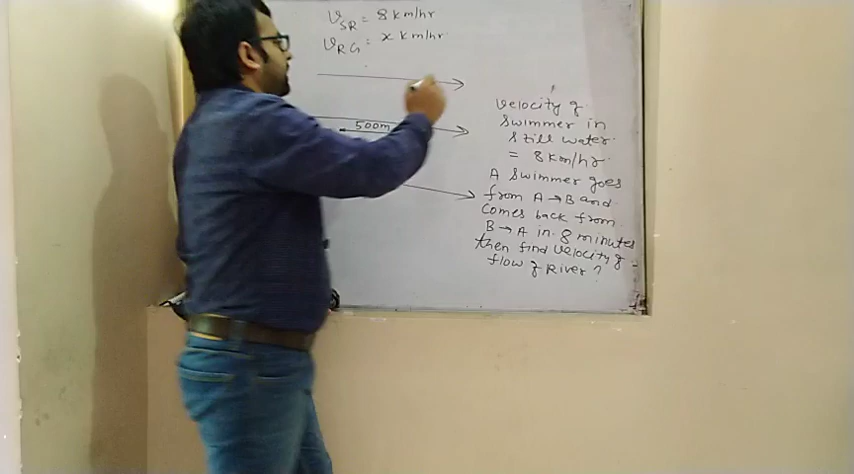 VSR = 8 km/hr
VRG = x km/hr
500m
velocity of
swimmer in
still water
= 8 km/hr.
A swimmer goes
from A → B and
comes back from
B → A in 8 minutes
then find velocity of
flow of River?